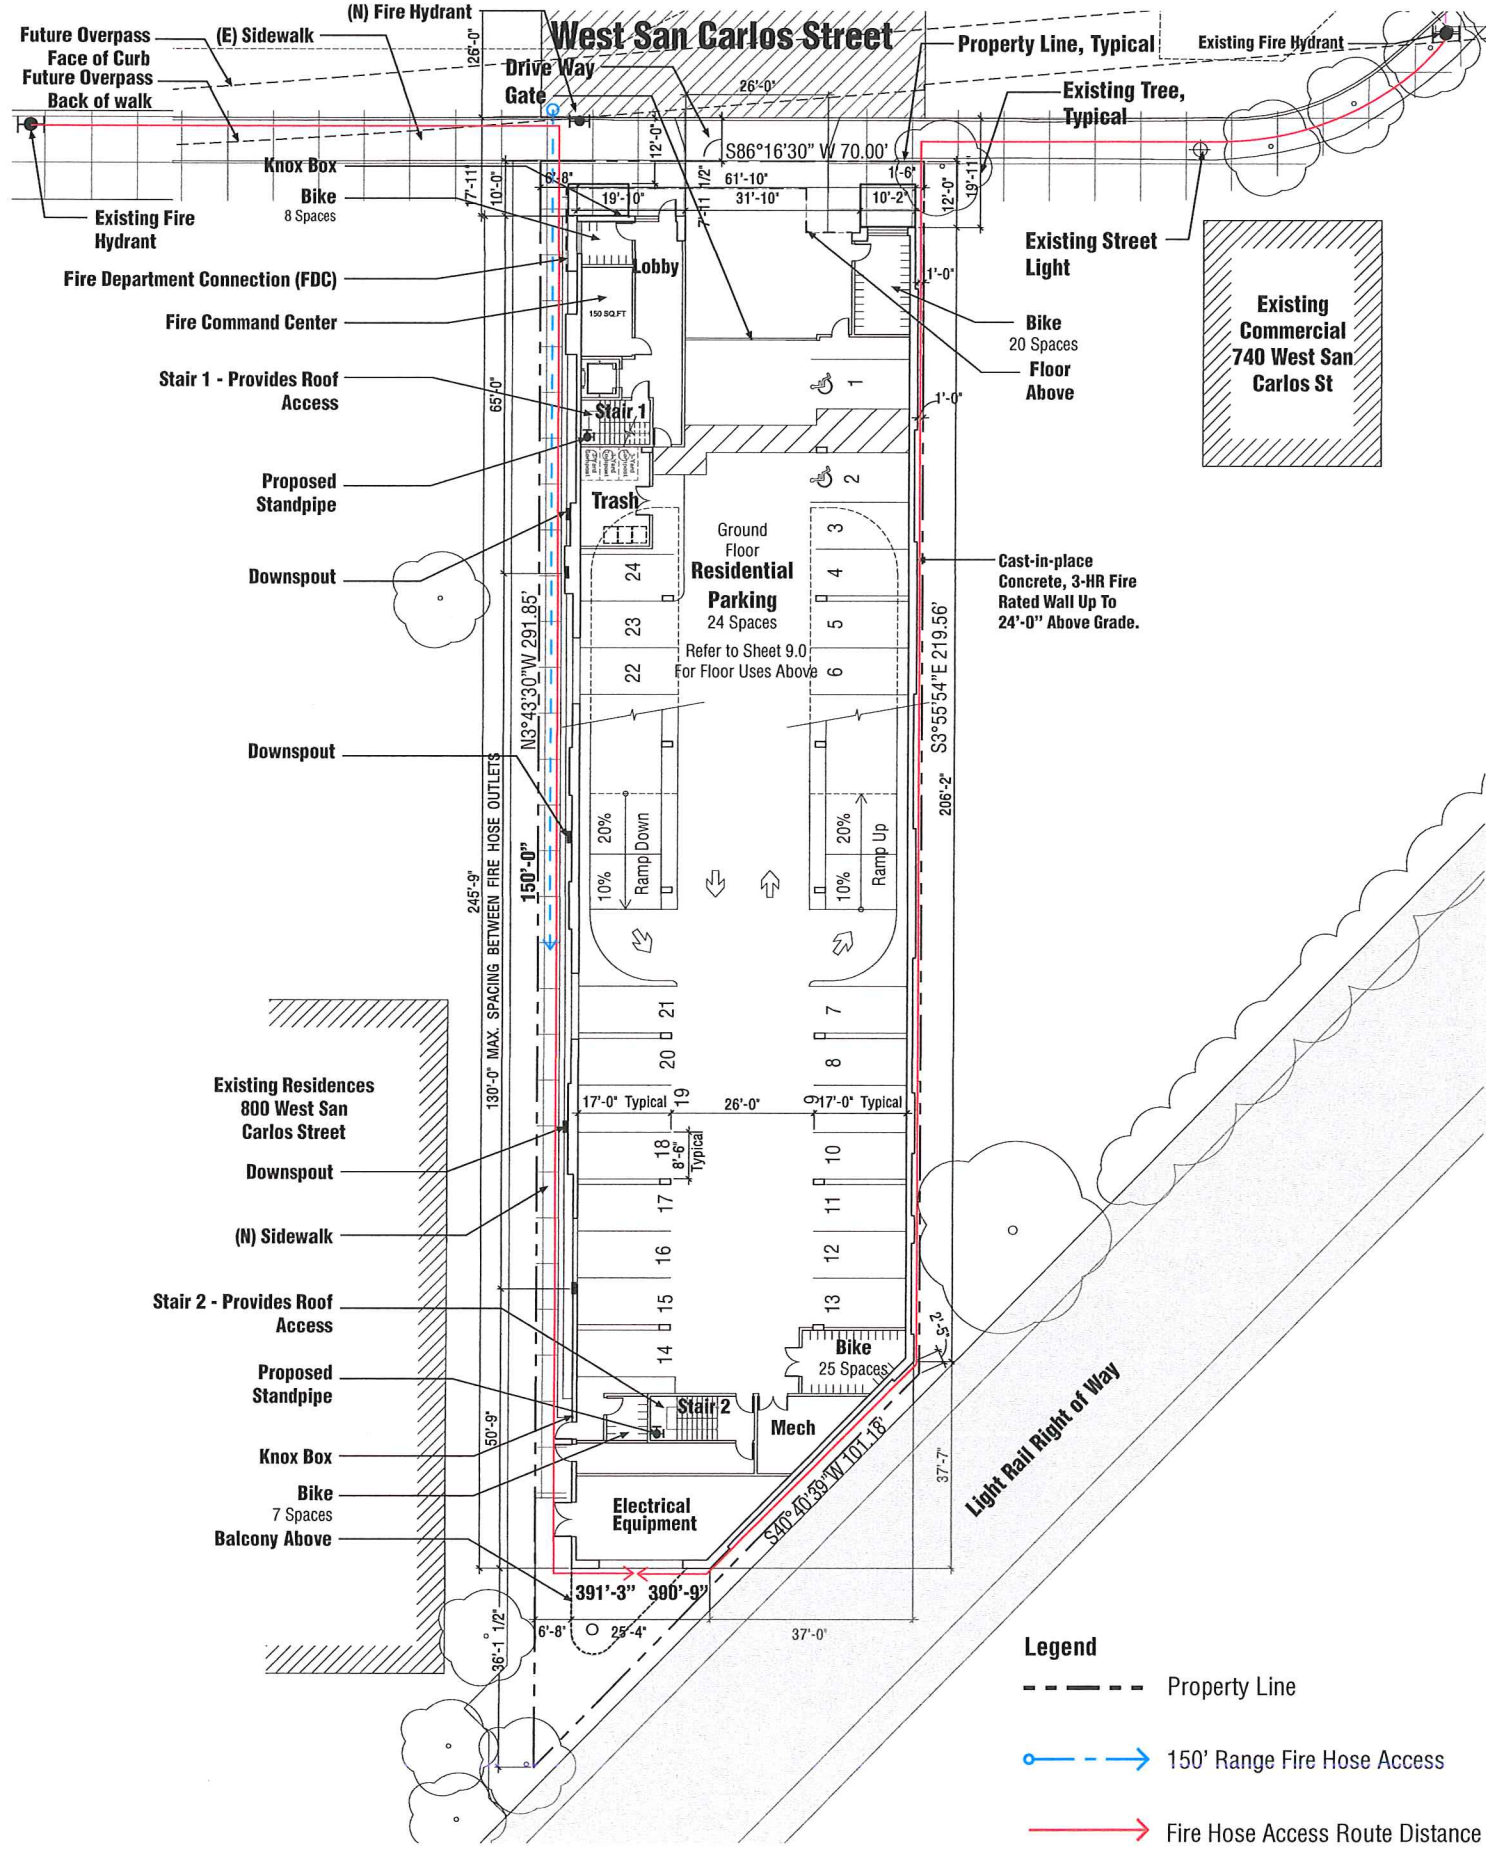 (N) Fire Hydrant
West San Carlos Street
Future Overpass
Face of Curb
(E) Sidewalk
26'-0"
Property Line, Typical
Existing Fire Hydrant
Future Overpass
Back of walk
Drive Way
Gate
26'-0"
Existing Tree,
Typical
12'-0"
S86°16'30" W 70.00'
Knox Box
6'-8"
61'-10"
1'-6"
7'-11"
10'-0"
19'-10"
7'-11 1/2"
31'-10"
10'-2"
12'-0"
19'-11"
Bike
8 Spaces
Existing Fire
Hydrant
Existing Street
Light
Fire Department Connection (FDC)
Lobby
1'-0"
Fire Command Center
150 SQ.FT
Bike
20 Spaces
Floor
Above
Existing
Commercial
740 West San
Carlos St
Stair 1 - Provides Roof
Access
65'-0"
Stair 1
1
1'-0"
Proposed
Standpipe
Trash
2
Ground
Floor
Residential
Parking
24 Spaces
Refer to Sheet 9.0
For Floor Uses Above
3
4
5
6
24
23
22
Downspout
Cast-in-place
Concrete, 3-HR Fire
Rated Wall Up To
24'-0" Above Grade.
N3°43'30"W 291.85'
S3°55'54"E 219.56'
Downspout
206'-2"
150'-0"
245'-9"
130'-0" MAX. SPACING BETWEEN FIRE HOSE OUTLETS
20%
10%
Ramp Down
20%
10%
Ramp Up
21
20
19
7
8
9
17'-0" Typical
26'-0"
17'-0" Typical
Existing Residences
800 West San
Carlos Street
18
8'-6"
Typical
10
Downspout
17
11
(N) Sidewalk
16
12
15
13
Stair 2 - Provides Roof
Access
14
2'-5"
Bike
25 Spaces
Proposed
Standpipe
Stair 2
Mech
50'-9"
Knox Box
Bike
7 Spaces
Electrical
Equipment
S40°40'39"W 101.18'
37'-7"
Light Rail Right of Way
Balcony Above
391'-3"
390'-9"
36'-1 1/2"
6'-8"
25'-4"
37'-0"
Legend
Property Line
150' Range Fire Hose Access
Fire Hose Access Route Distance